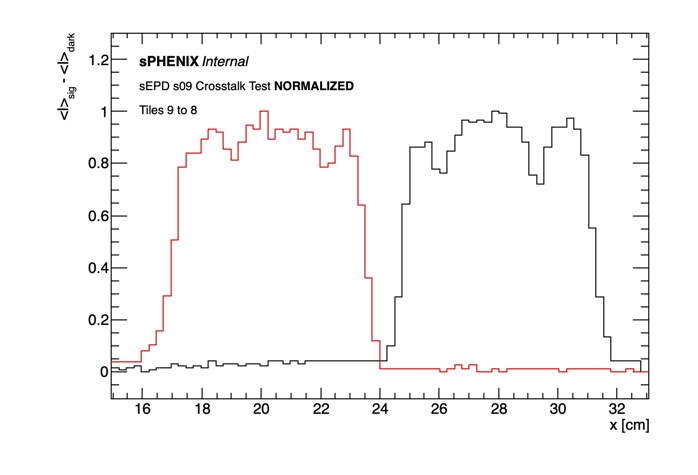 <I>sig - <I>dark
1.2
1
0.8
0.6
0.4
0.2
0
sPHENIX Internal
sEPD s09 Crosstalk Test NORMALIZED
Tiles 9 to 8
16 18 20 22 24 26 28 30 32
x [cm]